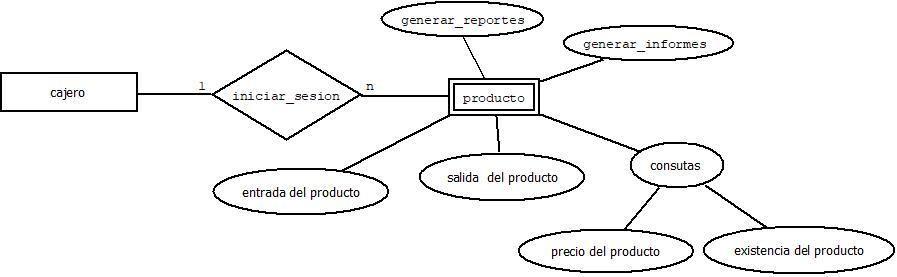 generar_reportes
generar_informes
cajero
1
iniciar_sesion
n
producto
consutas
entrada del producto
salida del producto
precio del producto
existencia del producto